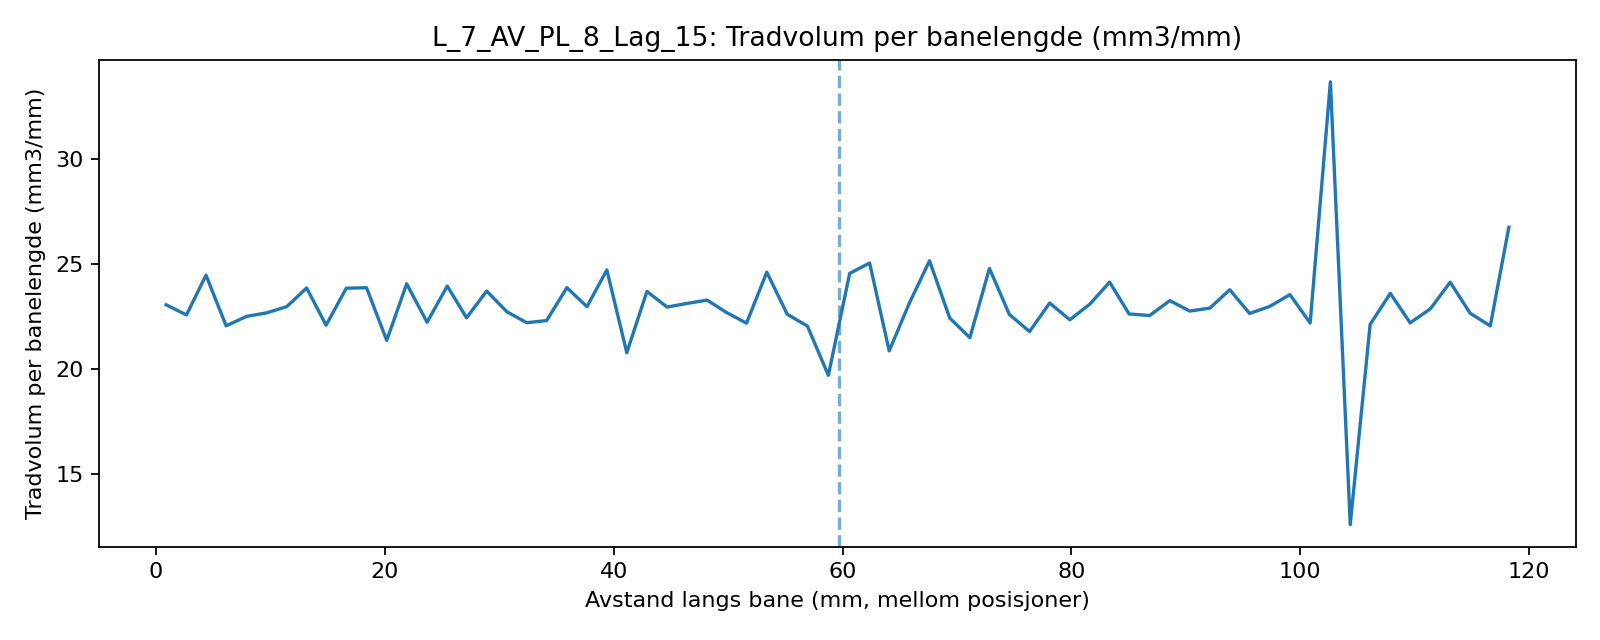 L_7_AV_PL_8_Lag_15: Tradvolum per banelengde (mm3/mm)
Tradvolum per banelengde (mm3/mm)
30
25
20
15
0 20 40 60 80 100 120
Avstand langs bane (mm, mellom posisjoner)